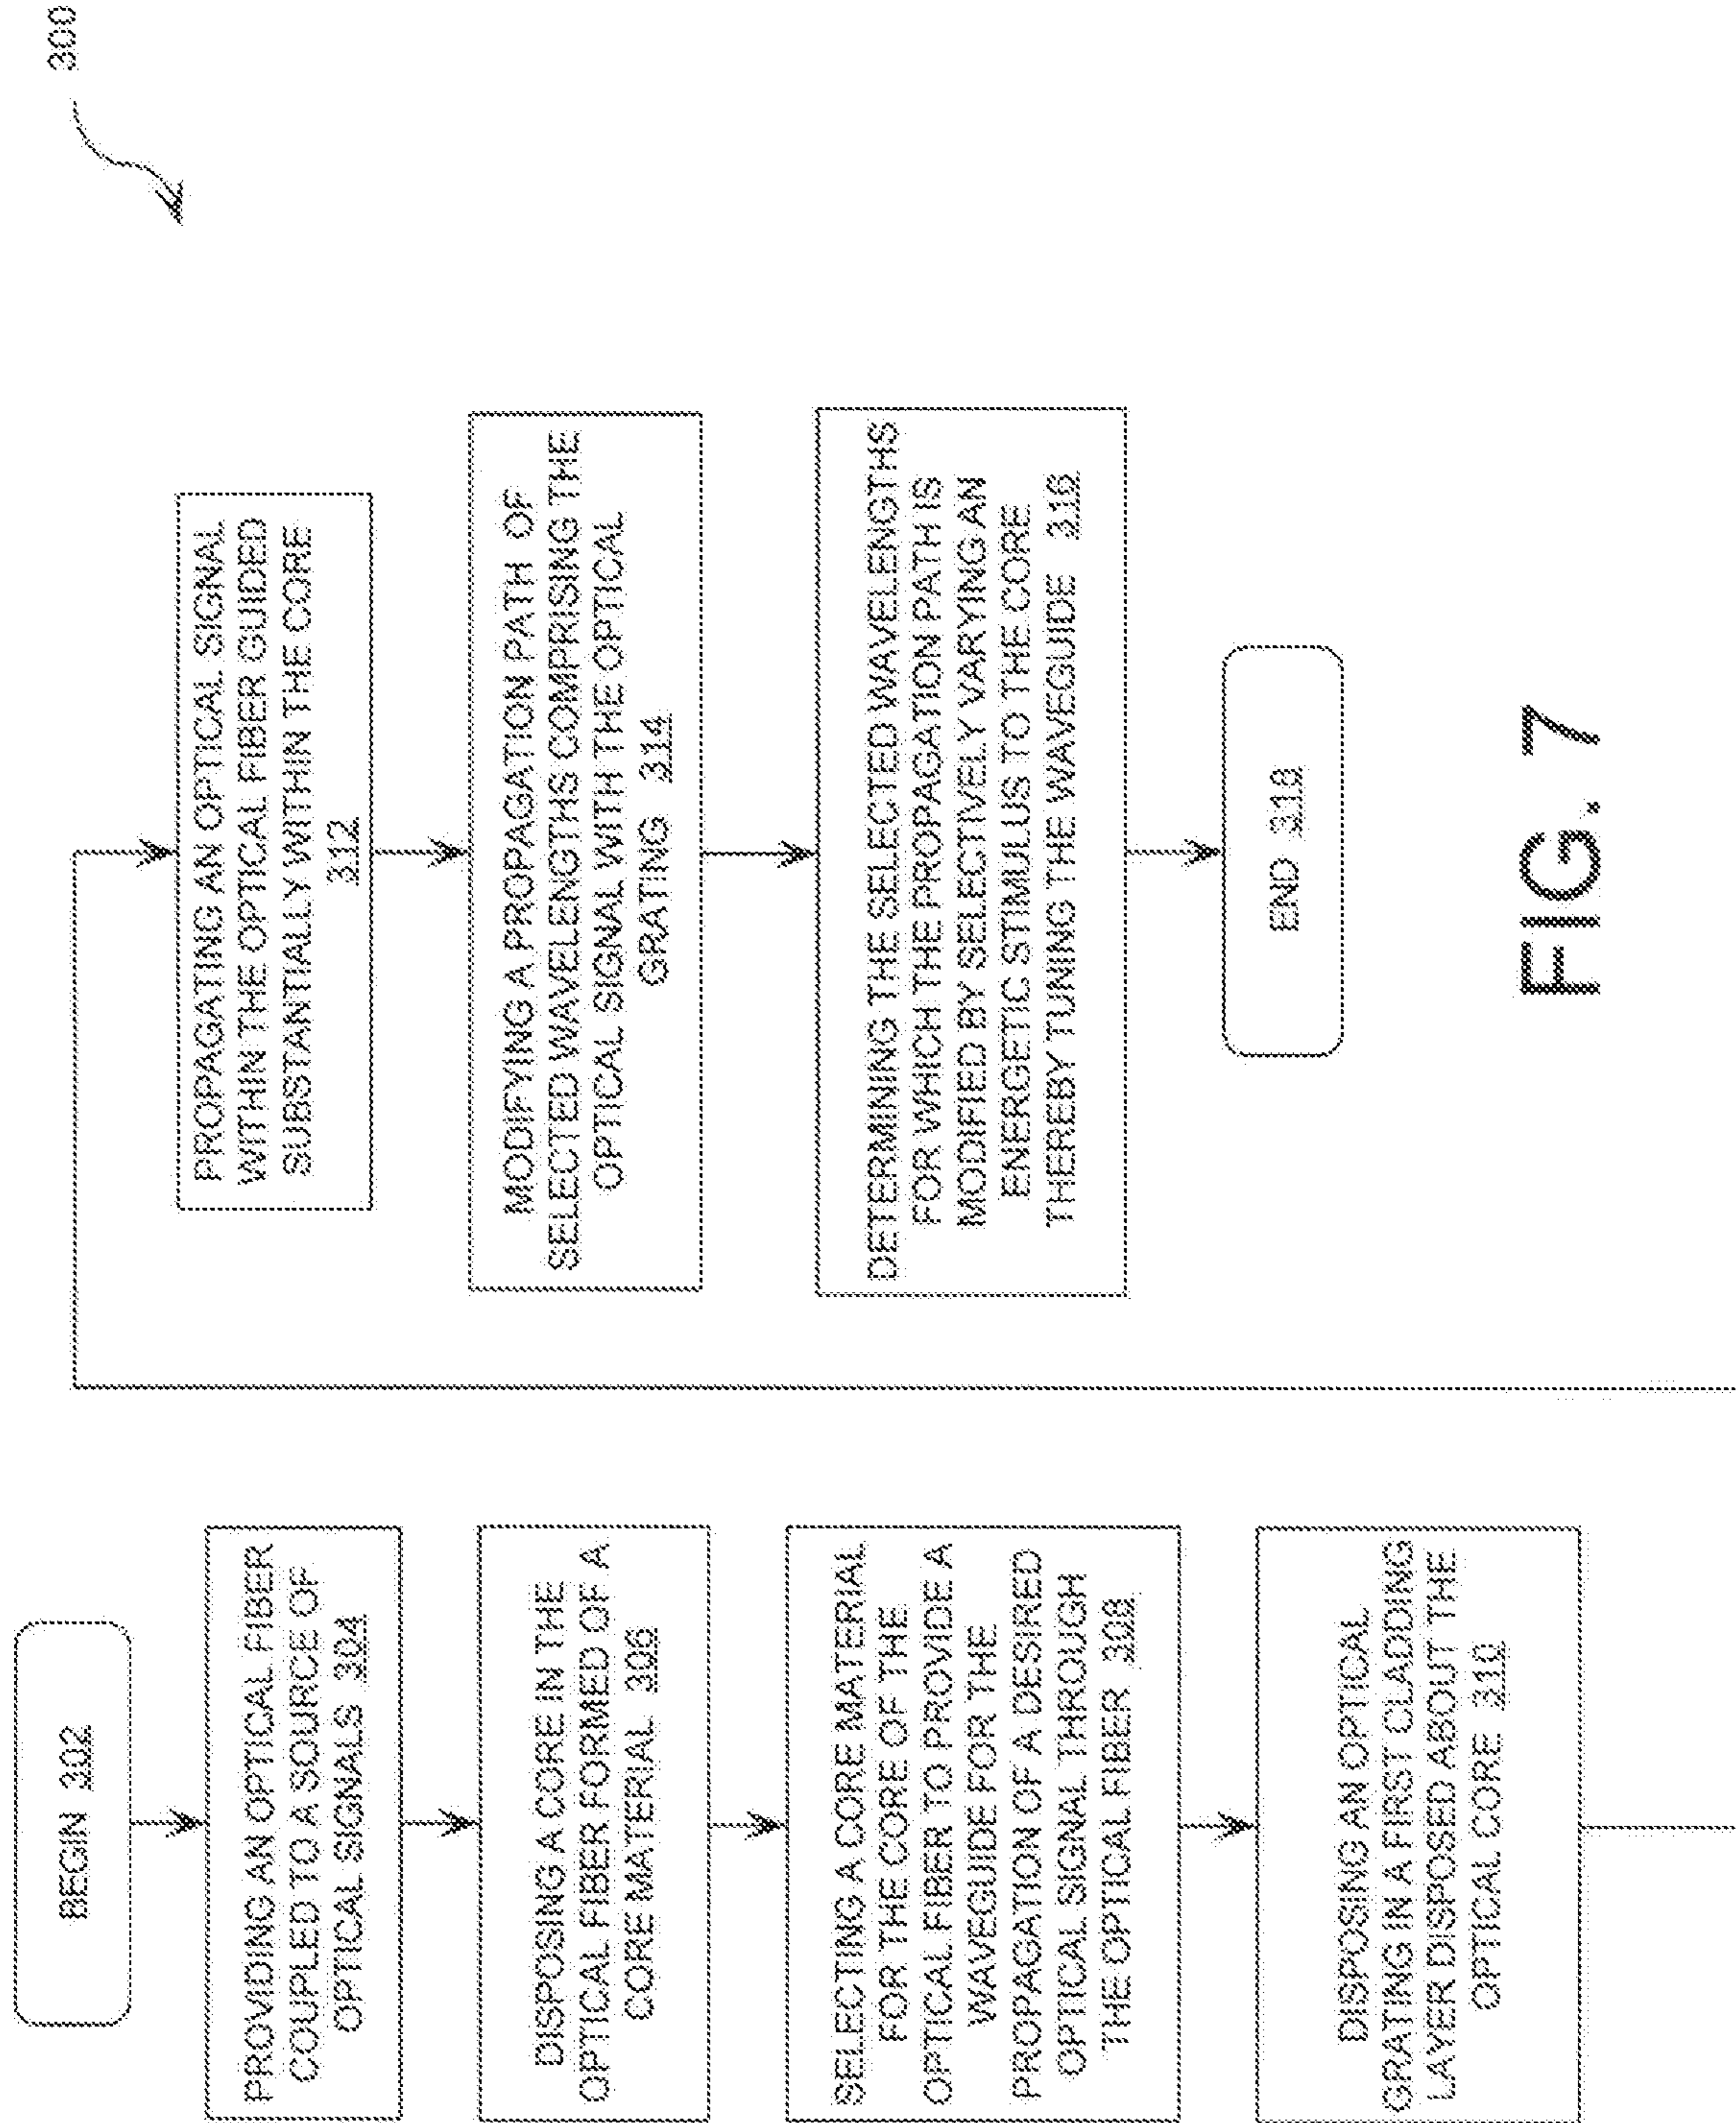 300
BEGIN 302
PROVIDING AN OPTICAL FIBER
COUPLED TO A SOURCE OF
OPTICAL SIGNALS 304
DISPOSING A CORE IN THE
OPTICAL FIBER FORMED OF A
CORE MATERIAL 306
SELECTING A CORE MATERIAL
FOR THE CORE OF THE
OPTICAL FIBER TO PROVIDE A
WAVEGUIDE FOR THE
PROPAGATION OF A DESIRED
OPTICAL SIGNAL THROUGH
THE OPTICAL FIBER 308
DISPOSING AN OPTICAL
GRATING IN A FIRST CLADDING
LAYER DISPOSED ABOUT THE
OPTICAL CORE 310
PROPAGATING AN OPTICAL SIGNAL
WITHIN THE OPTICAL FIBER GUIDED
SUBSTANTIALLY WITHIN THE CORE
312
MODIFYING A PROPAGATION PATH OF
SELECTED WAVELENGTHS COMPRISING THE
OPTICAL SIGNAL WITH THE OPTICAL
GRATING 314
DETERMINING THE SELECTED WAVELENGTHS
FOR WHICH THE PROPAGATION PATH IS
MODIFIED BY SELECTIVELY VARYING AN
ENERGETIC STIMULUS TO THE CORE
THEREBY TUNING THE WAVEGUIDE 316
END 318
FIG. 7